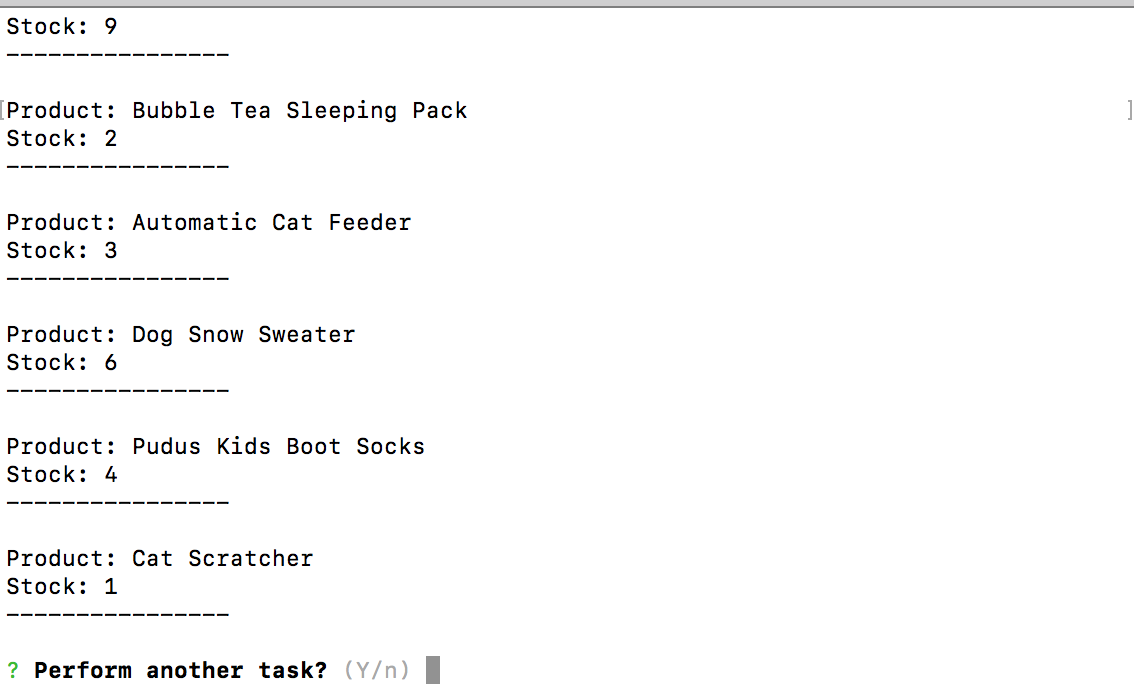 Stock: 9
----------------
[Product: Bubble Tea Sleeping Pack ]
Stock: 2
----------------
Product: Automatic Cat Feeder
Stock: 3
----------------
Product: Dog Snow Sweater
Stock: 6
----------------
Product: Pudus Kids Boot Socks
Stock: 4
----------------
Product: Cat Scratcher
Stock: 1
----------------
? Perform another task? (Y/n)